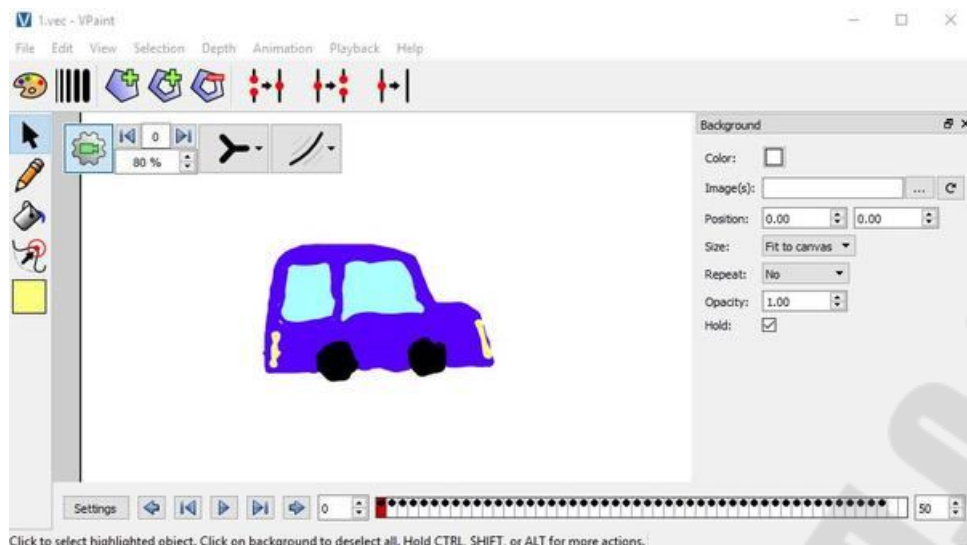 1.vec - VPaint
File Edit View Selection Depth Animation Playback Help
0
80 %
Background
Color:
Image(s): ...
Position: 0.00 0.00
Size: Fit to canvas
Repeat: No
Opacity: 1.00
Hold:
Settings 0 50
Click to select highlighted object. Click on background to deselect all. Hold CTRL, SHIFT, or ALT for more actions.